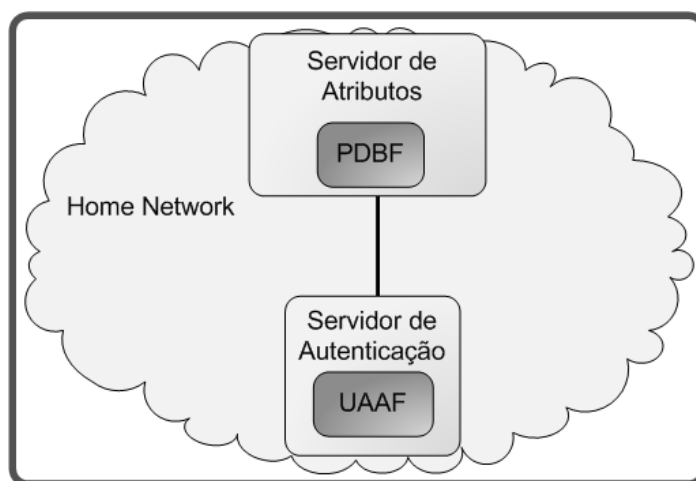 Servidor de
Atributos
PDBF
Home Network
Servidor de
Autenticação
UAAF